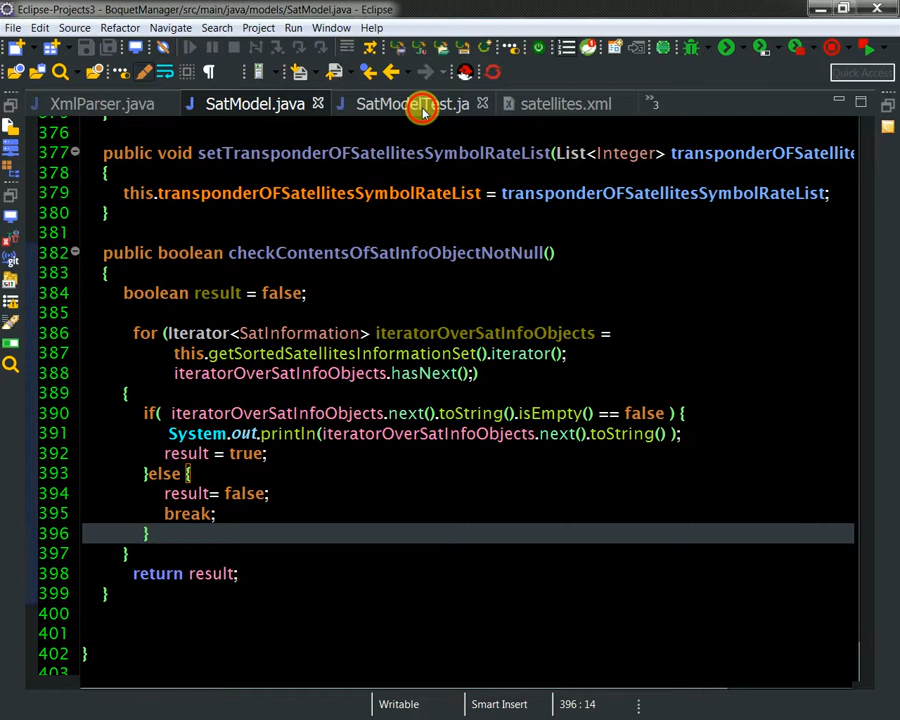 Eclipse-Projects3 - BoquetManager/src/main/java/models/SatModel.java - Eclipse
File Edit Source Refactor Navigate Search Project Run Window Help
Quick Access
XmlParser.java SatModel.java SatModelTest.ja satellites.xml 3
376
377 public void setTransponderOFSatellitesSymbolRateList(List<Integer> transponderOFSatellite
378 {
379 this.transponderOFSatellitesSymbolRateList = transponderOFSatellitesSymbolRateList;
380 }
381
382 public boolean checkContentsOfSatInfoObjectNotNull()
383 {
384 boolean result = false;
385
386 for (Iterator<SatInformation> iteratorOverSatInfoObjects =
387 this.getSortedSatellitesInformationSet().iterator();
388 iteratorOverSatInfoObjects.hasNext();)
389 {
390 if( iteratorOverSatInfoObjects.next().toString().isEmpty() == false ) {
391 System.out.println(iteratorOverSatInfoObjects.next().toString() );
392 result = true;
393 }else {
394 result= false;
395 break;
396 }
397 }
398 return result;
399 }
400
401
402 }
403
Writable Smart Insert 396 : 14